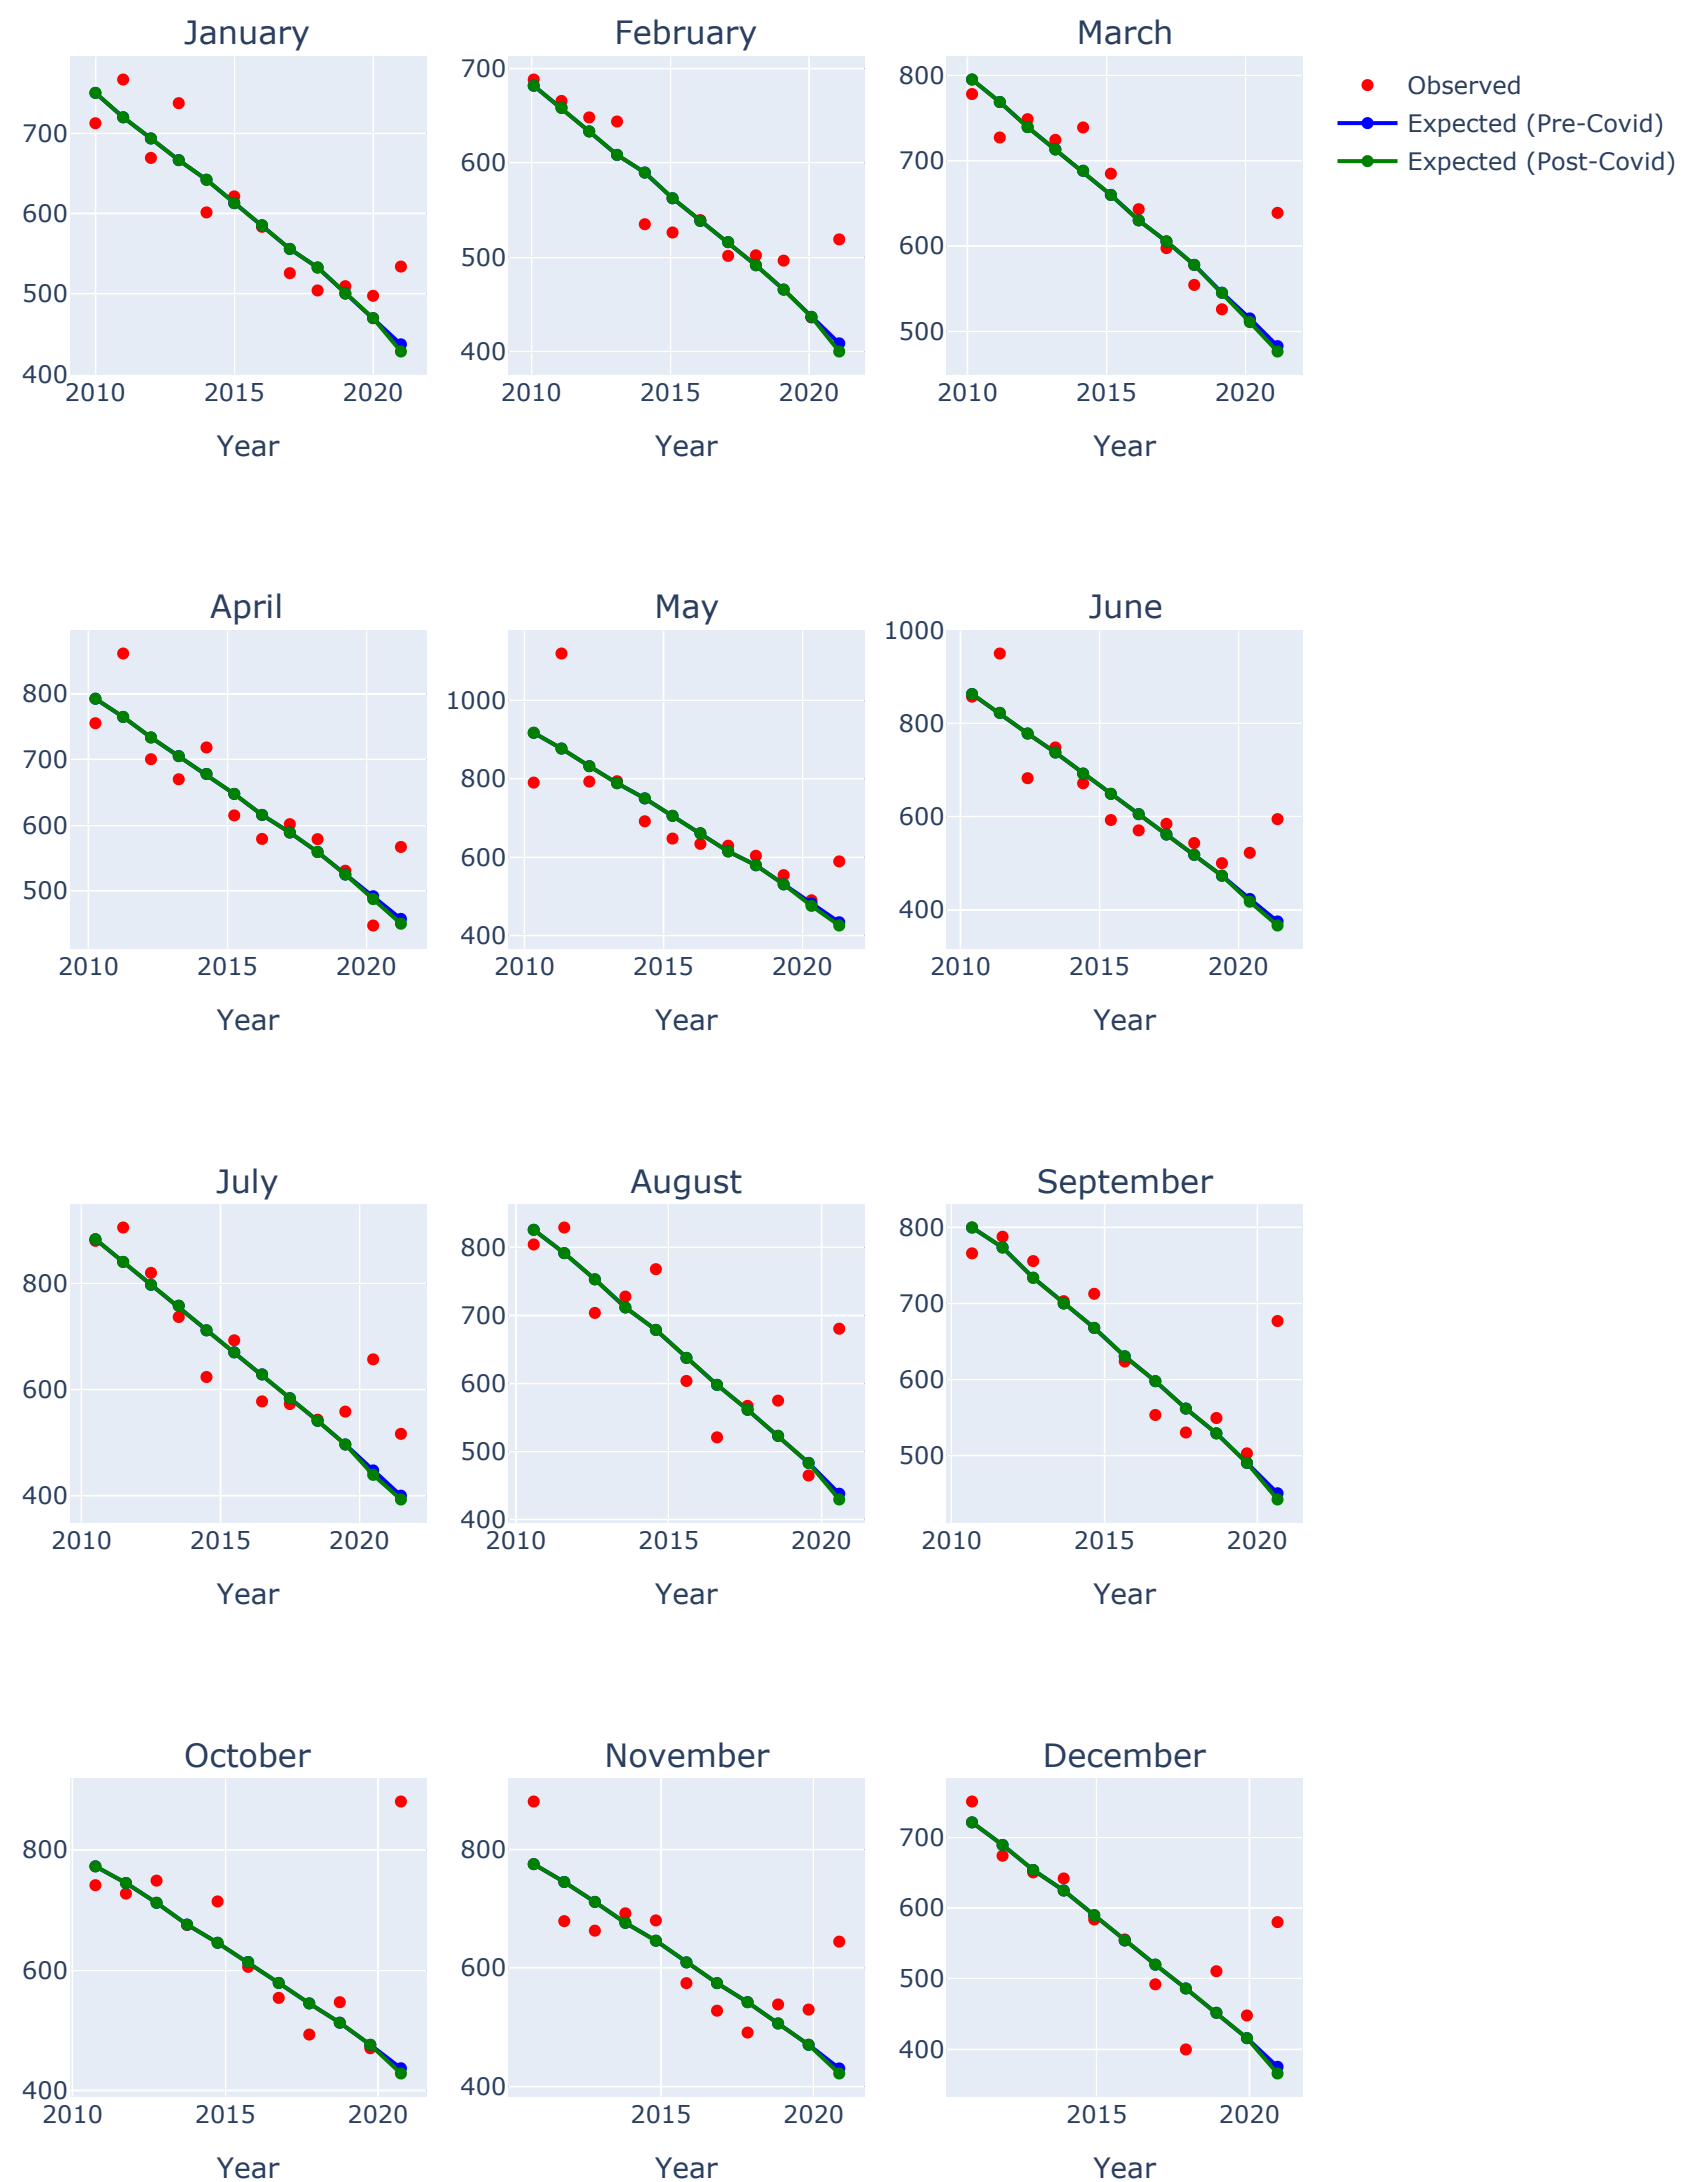 January
February
March
700
600
500
400
2010
2015
2020
Year
700
600
500
400
2010
2015
2020
Year
800
700
600
500
2010
2015
2020
Year
Observed
Expected (Pre-Covid)
Expected (Post-Covid)
April
May
June
800
700
600
500
2010
2015
2020
Year
1000
800
600
400
2010
2015
2020
Year
1000
800
600
400
2010
2015
2020
Year
July
August
September
800
600
400
2010
2015
2020
Year
800
700
600
500
400
2010
2015
2020
Year
800
700
600
500
2010
2015
2020
Year
October
November
December
800
600
400
2010
2015
2020
Year
800
600
400
2015
2020
Year
700
600
500
400
2015
2020
Year